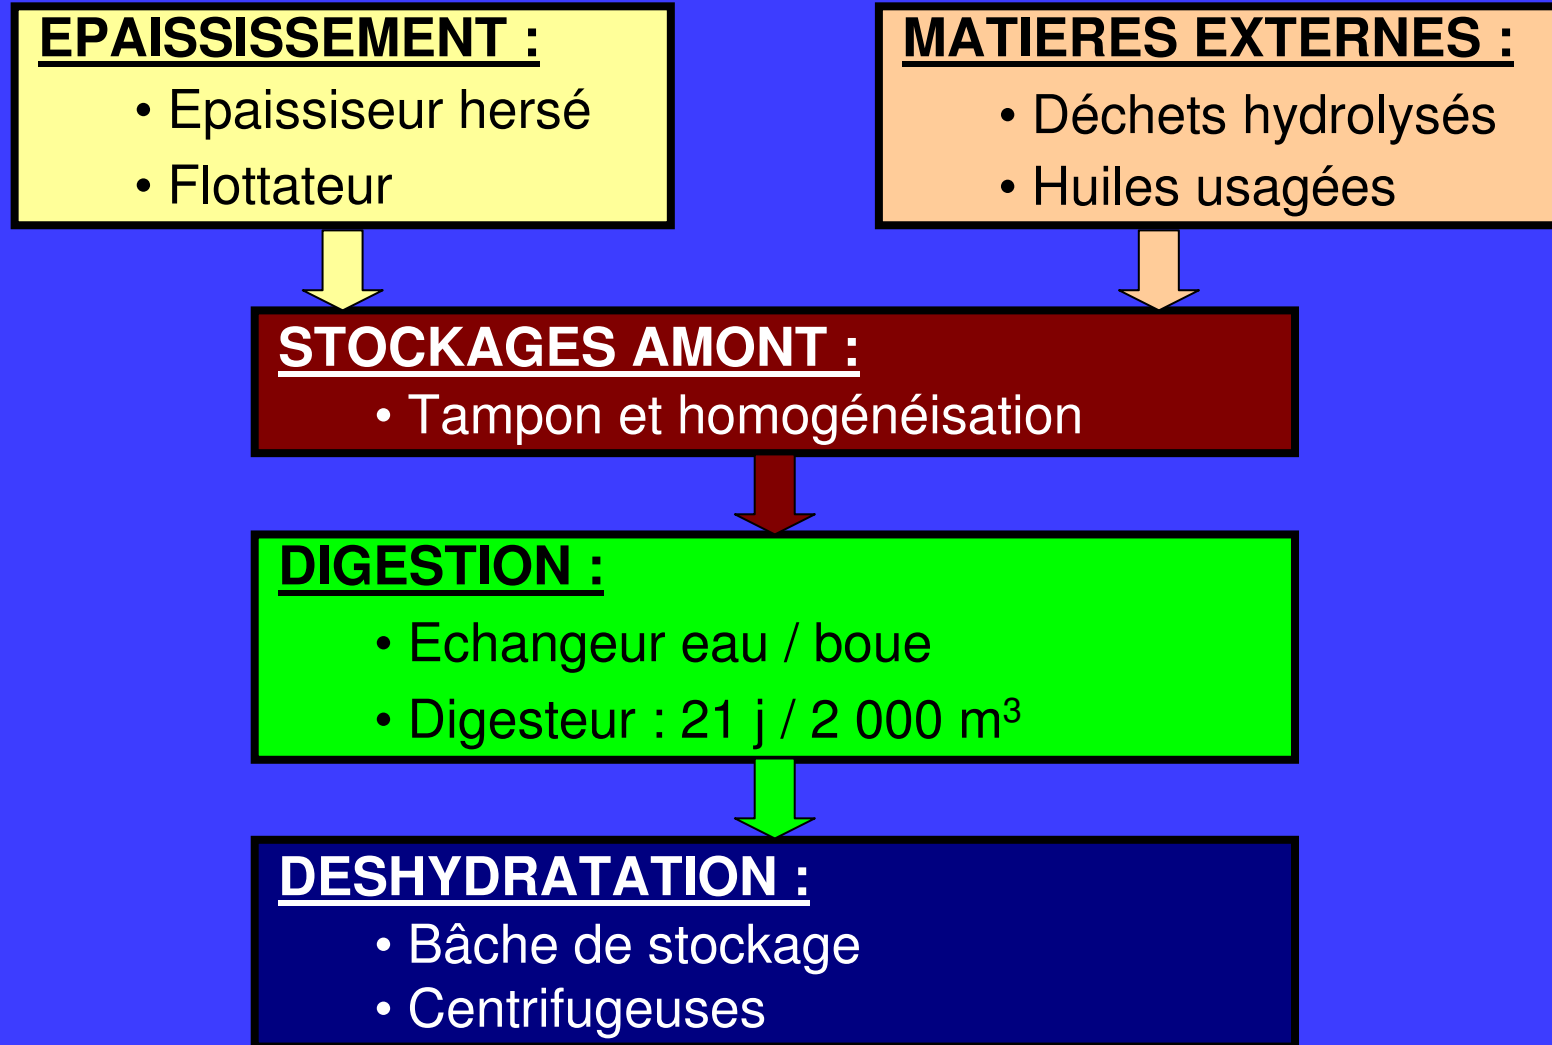 EPAISSISSEMENT :
• Epaissiseur hersé
• Flottateur
MATIERES EXTERNES :
• Déchets hydrolysés
• Huiles usagées
STOCKAGES AMONT :
• Tampon et homogénéisation
DIGESTION :
• Echangeur eau / boue
• Digesteur : 21 j / 2 000 m³
DESHYDRATATION :
• Bâche de stockage
• Centrifugeuses